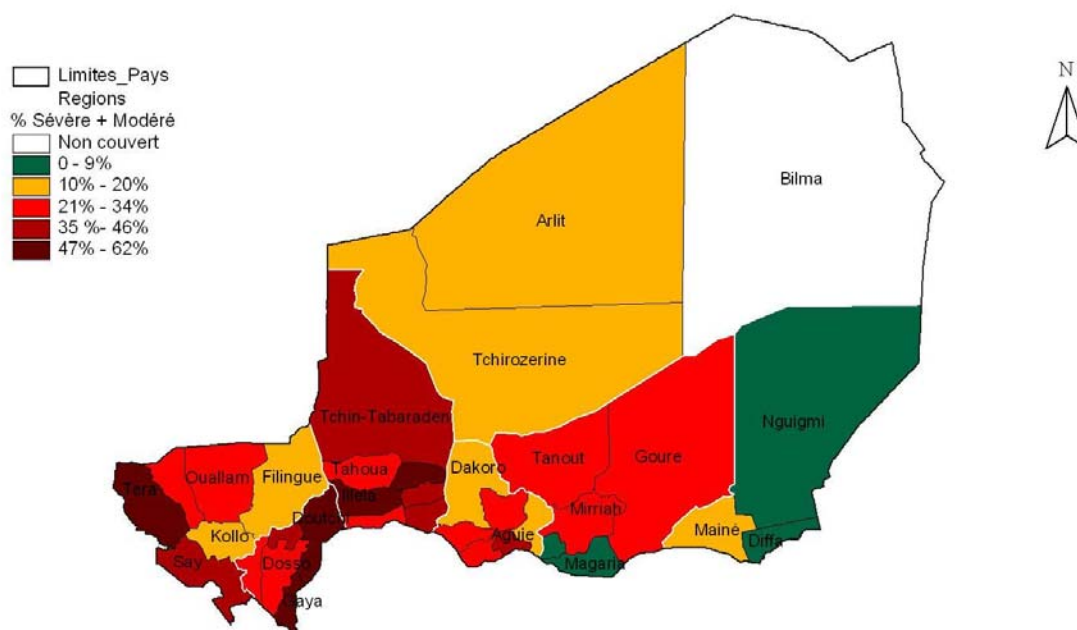 Limites_Pays
Regions
% Sévère + Modéré
Non couvert
0 - 9%
10% - 20%
21% - 34%
35 %- 46%
47% - 62%
N
Bilma
Arlit
Tchirozerine
Tchin-Tabaraden
Nguigmi
Goure
Tanout
Dakoro
Tahoua
Filingue
Ouallam
Tera
Illela
Doutchi
Mirriah
Mainé
Diffa
Aguie
Kollo
Say
Dosso
Magaria
Gaya